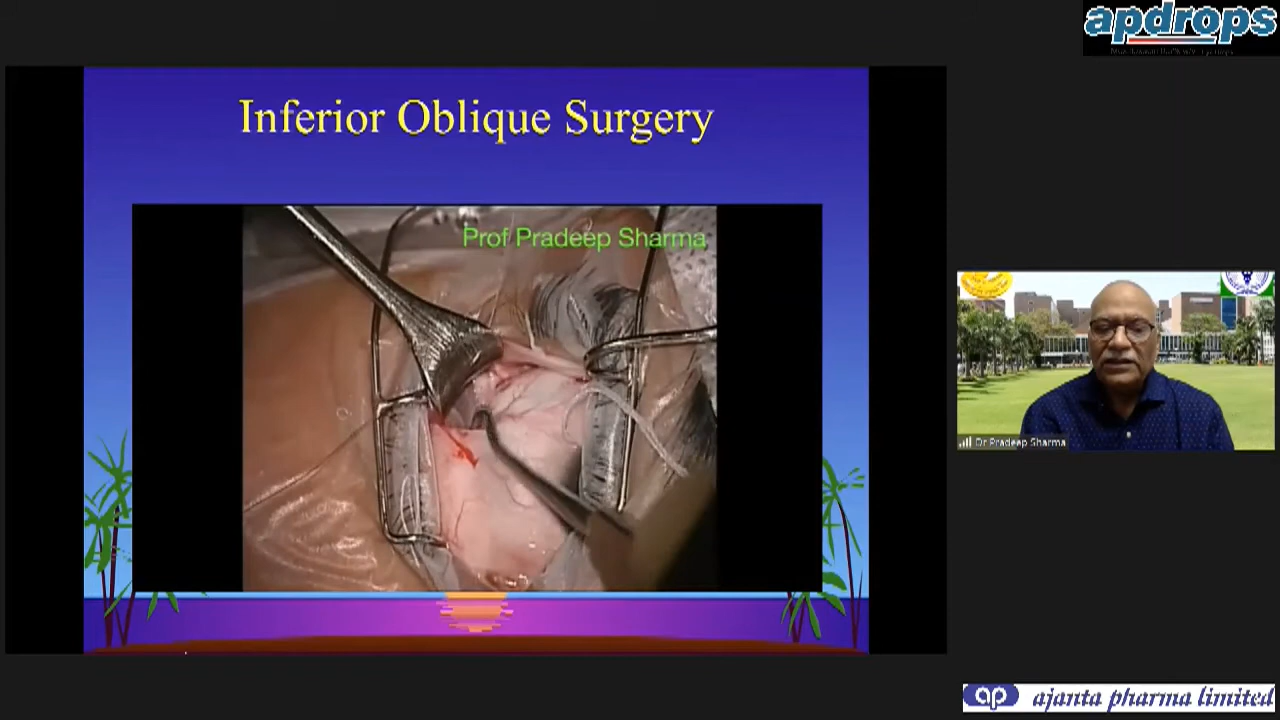 apdrops
Inferior Oblique Surgery
Prof Pradeep Sharma
Dr Pradeep Sharma
ap ajanta pharma limited